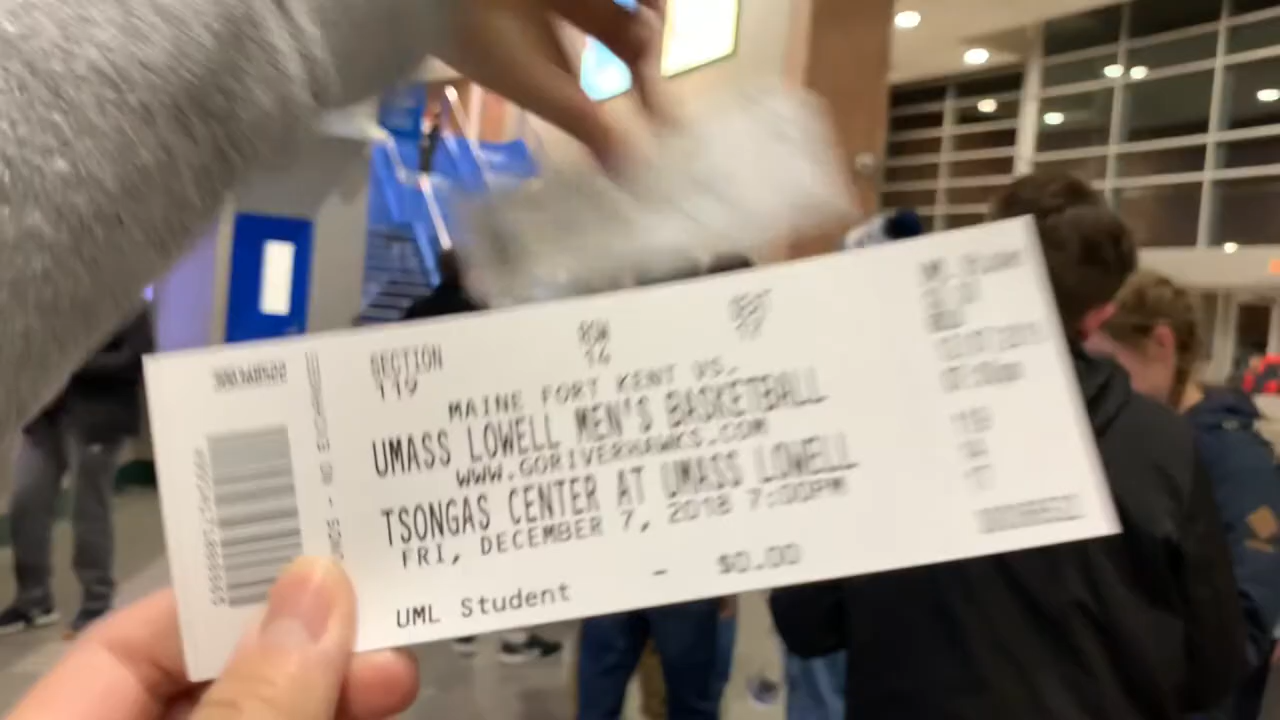 SECTION ROW SEAT
119 14 17
MAINE FORT KENT VS.
UMASS LOWELL MEN'S BASKETBALL
WWW.GORIVERHAWKS.COM
TSONGAS CENTER AT UMASS LOWELL
FRI, DECEMBER 7, 2018 7:00PM
UML Student - $0.00